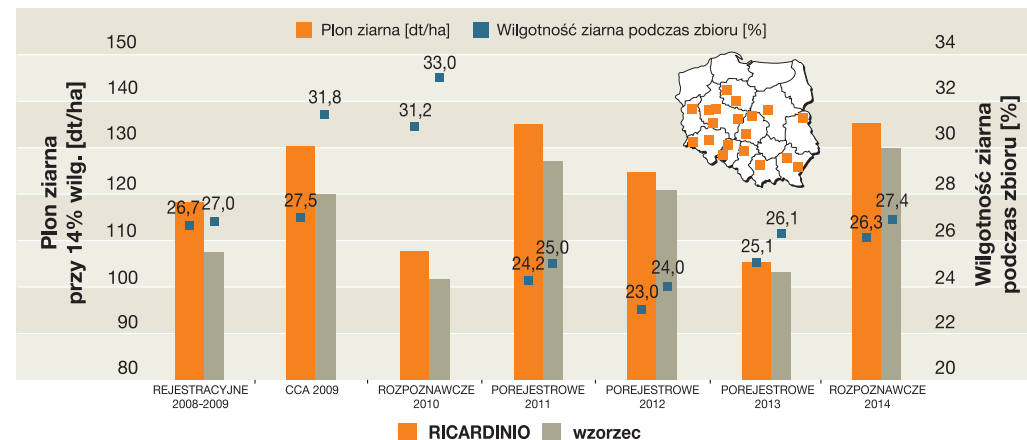 Plon ziarna [dt/ha] Wilgotność ziarna podczas zbioru [%]
Plon ziarna
przy 14% wilg. [dt/ha]
150
140
130
120
110
100
90
80
34
32
30
28
26
24
22
20
Wilgotność ziarna
podczas zbioru [%]
26,7 27,0
27,5 31,8
31,2 33,0
24,2 25,0
23,0 24,0
25,1 26,1
26,3 27,4
REJESTRACYJNE
2008-2009
CCA 2009
ROZPOZNAWCZE
2010
POREJESTROWE
2011
POREJESTROWE
2012
POREJESTROWE
2013
ROZPOZNAWCZE
2014
RICARDINIO wzorzec